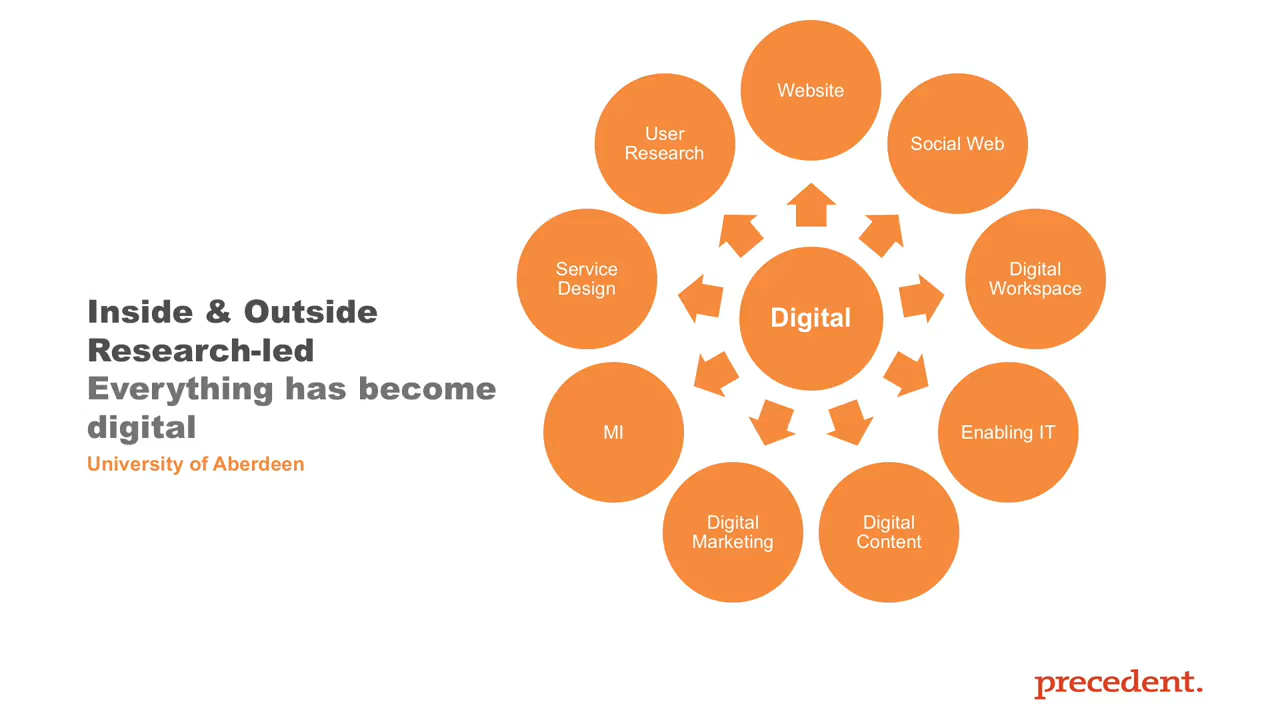 Inside & Outside
Research-led
Everything has become
digital
University of Aberdeen
Website
Social Web
Digital
Workspace
Enabling IT
Digital
Content
Digital
Marketing
MI
Service
Design
User
Research
Digital
precedent.